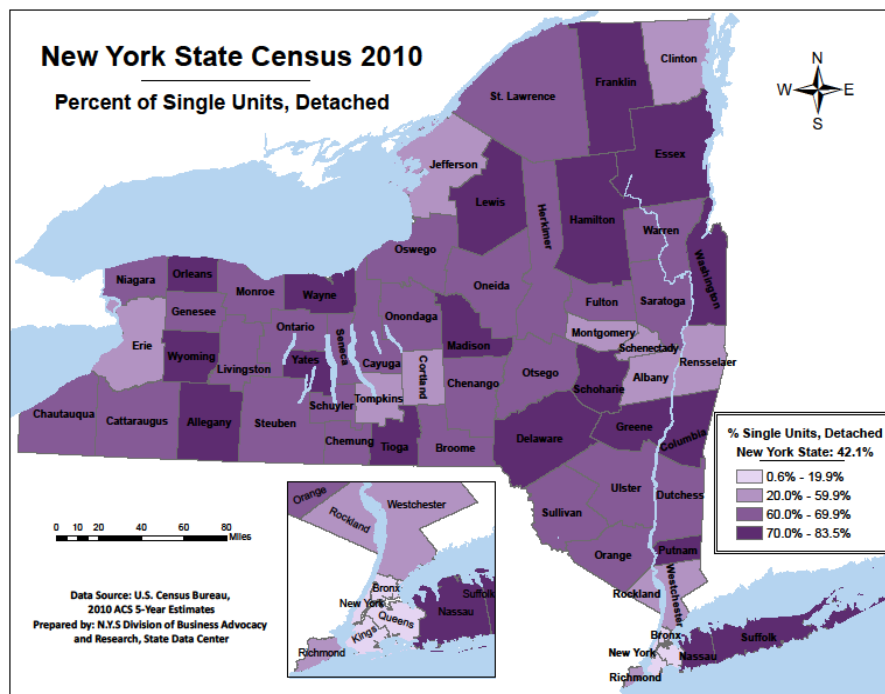 New York State Census 2010
Percent of Single Units, Detached
N
W E
S
Clinton
Franklin
St. Lawrence
Essex
Jefferson
Lewis
Herkimer
Hamilton
Warren
Washington
Oswego
Oneida
Niagara
Orleans
Monroe
Wayne
Fulton
Saratoga
Genesee
Ontario
Seneca
Onondaga
Madison
Montgomery
Schenectady
Rensselaer
Erie
Wyoming
Livingston
Yates
Cayuga
Cortland
Chenango
Otsego
Schoharie
Albany
Chautauqua
Cattaraugus
Allegany
Steuben
Schuyler
Tompkins
Chemung
Tioga
Broome
Delaware
Greene
Columbia
Ulster
Dutchess
Sullivan
Orange
Putnam
Rockland
Westchester
Bronx
New York
Nassau
Suffolk
Richmond
% Single Units, Detached
New York State: 42.1%
0.6% - 19.9%
20.0% - 59.9%
60.0% - 69.9%
70.0% - 83.5%
0 10 20 40 60 80
Miles
Data Source: U.S. Census Bureau,
2010 ACS 5-Year Estimates
Prepared by: N.Y.S Division of Business Advocacy
and Research, State Data Center
Orange
Westchester
Rockland
Bronx
New York
Suffolk
Nassau
Queens
Kings
Richmond